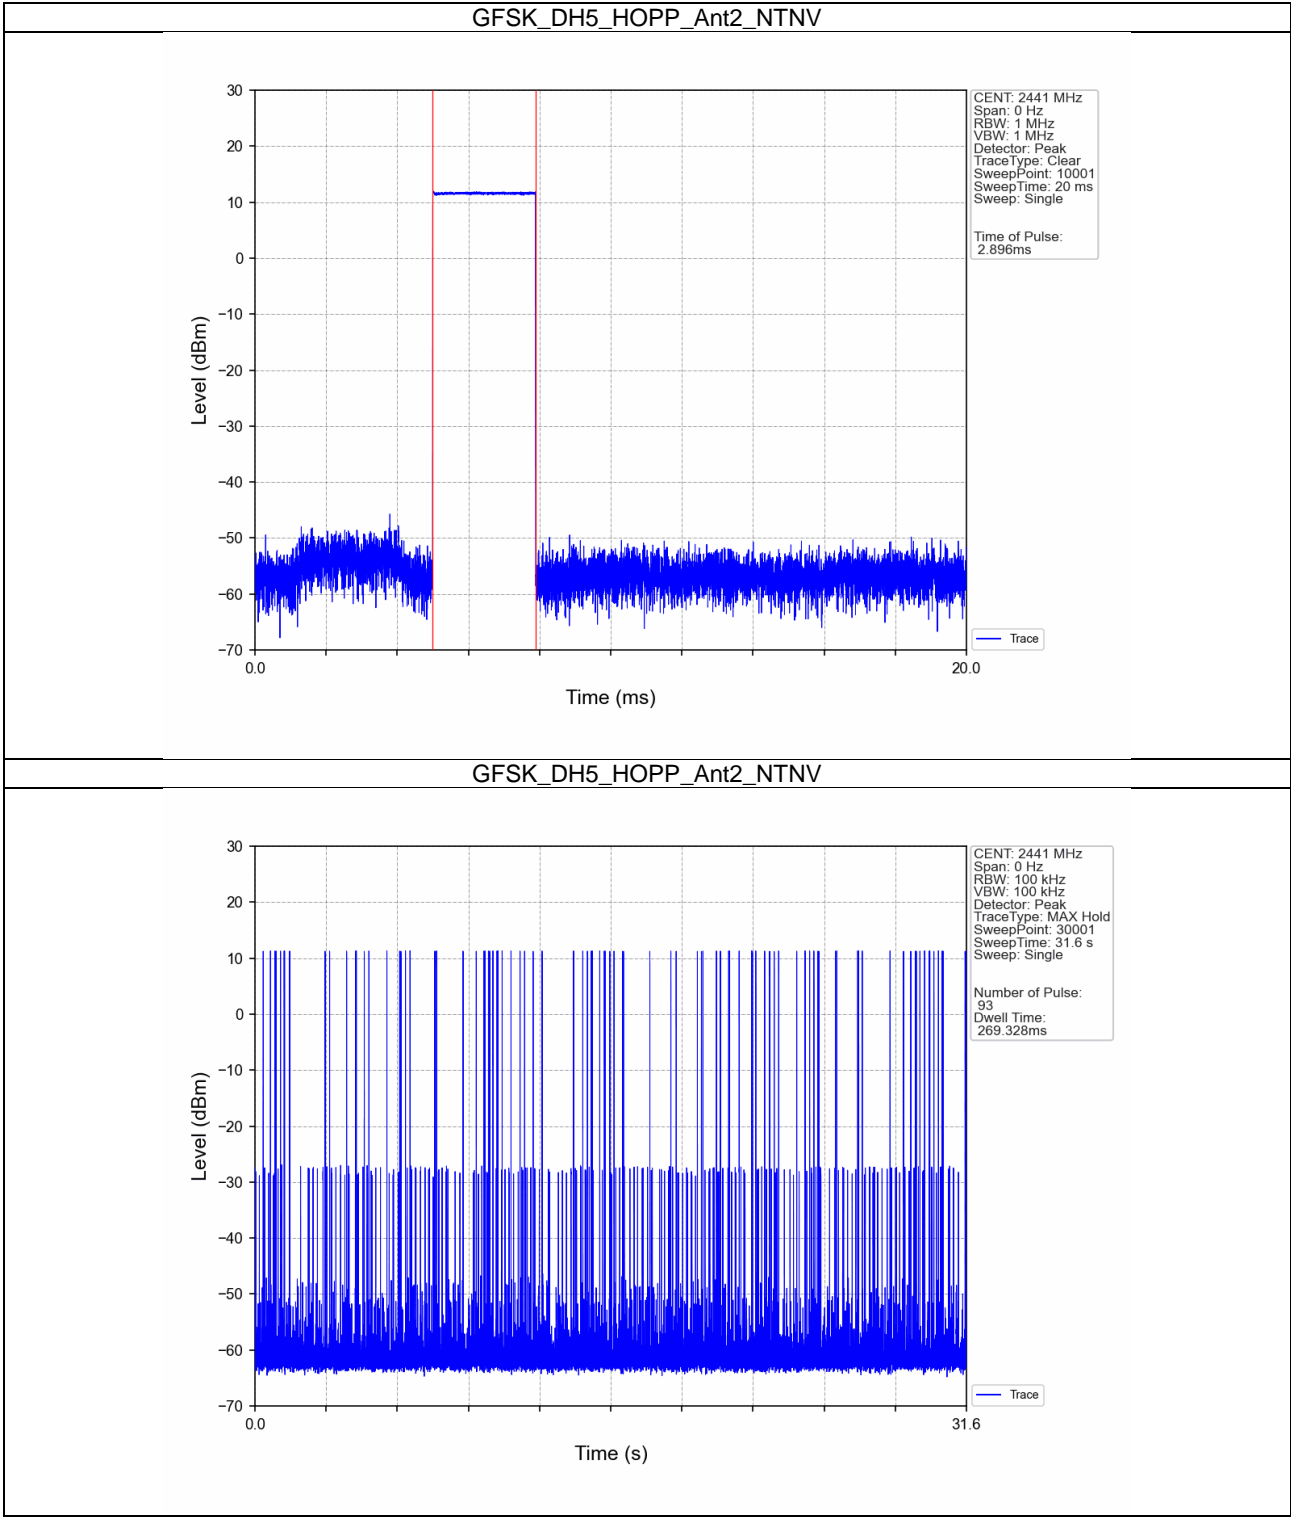 GFSK_DH5_HOPP_Ant2_NTNV
30
20
10
0
−10
−20
−30
−40
−50
−60
−70
Level (dBm)
0.0
20.0
Time (ms)
CENT: 2441 MHz
Span: 0 Hz
RBW: 1 MHz
VBW: 1 MHz
Detector: Peak
TraceType: Clear
SweepPoint: 10001
SweepTime: 20 ms
Sweep: Single
Time of Pulse:
2.896ms
Trace
GFSK_DH5_HOPP_Ant2_NTNV
30
20
10
0
−10
−20
−30
−40
−50
−60
−70
Level (dBm)
0.0
31.6
Time (s)
CENT: 2441 MHz
Span: 0 Hz
RBW: 100 kHz
VBW: 100 kHz
Detector: Peak
TraceType: MAX Hold
SweepPoint: 30001
SweepTime: 31.6 s
Sweep: Single
Number of Pulse:
93
Dwell Time:
269.328ms
Trace